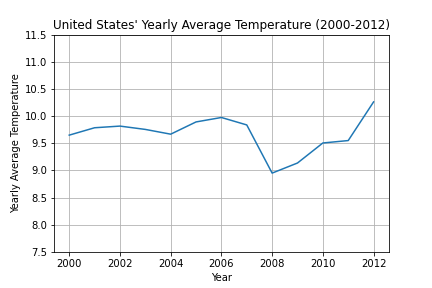 United States' Yearly Average Temperature (2000-2012)
11.5
11.0
10.5
10.0
9.5
9.0
8.5
8.0
7.5
Yearly Average Temperature
2000 2002 2004 2006 2008 2010 2012
Year